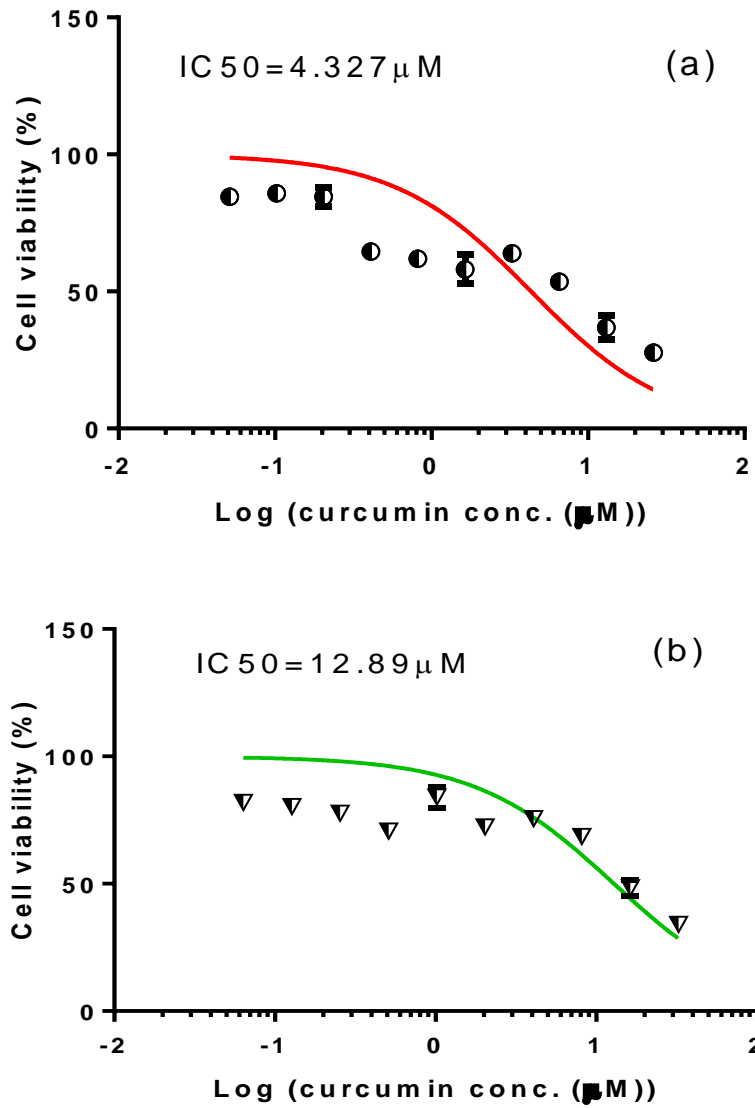 150
IC50=4.327μM
(a)
100
Cell viability (%)
50
0
-2 -1 0 1 2
Log (curcumin conc. (μM))
150
IC50=12.89μM
(b)
100
Cell viability (%)
50
0
-2 -1 0 1 2
Log (curcumin conc. (μM))